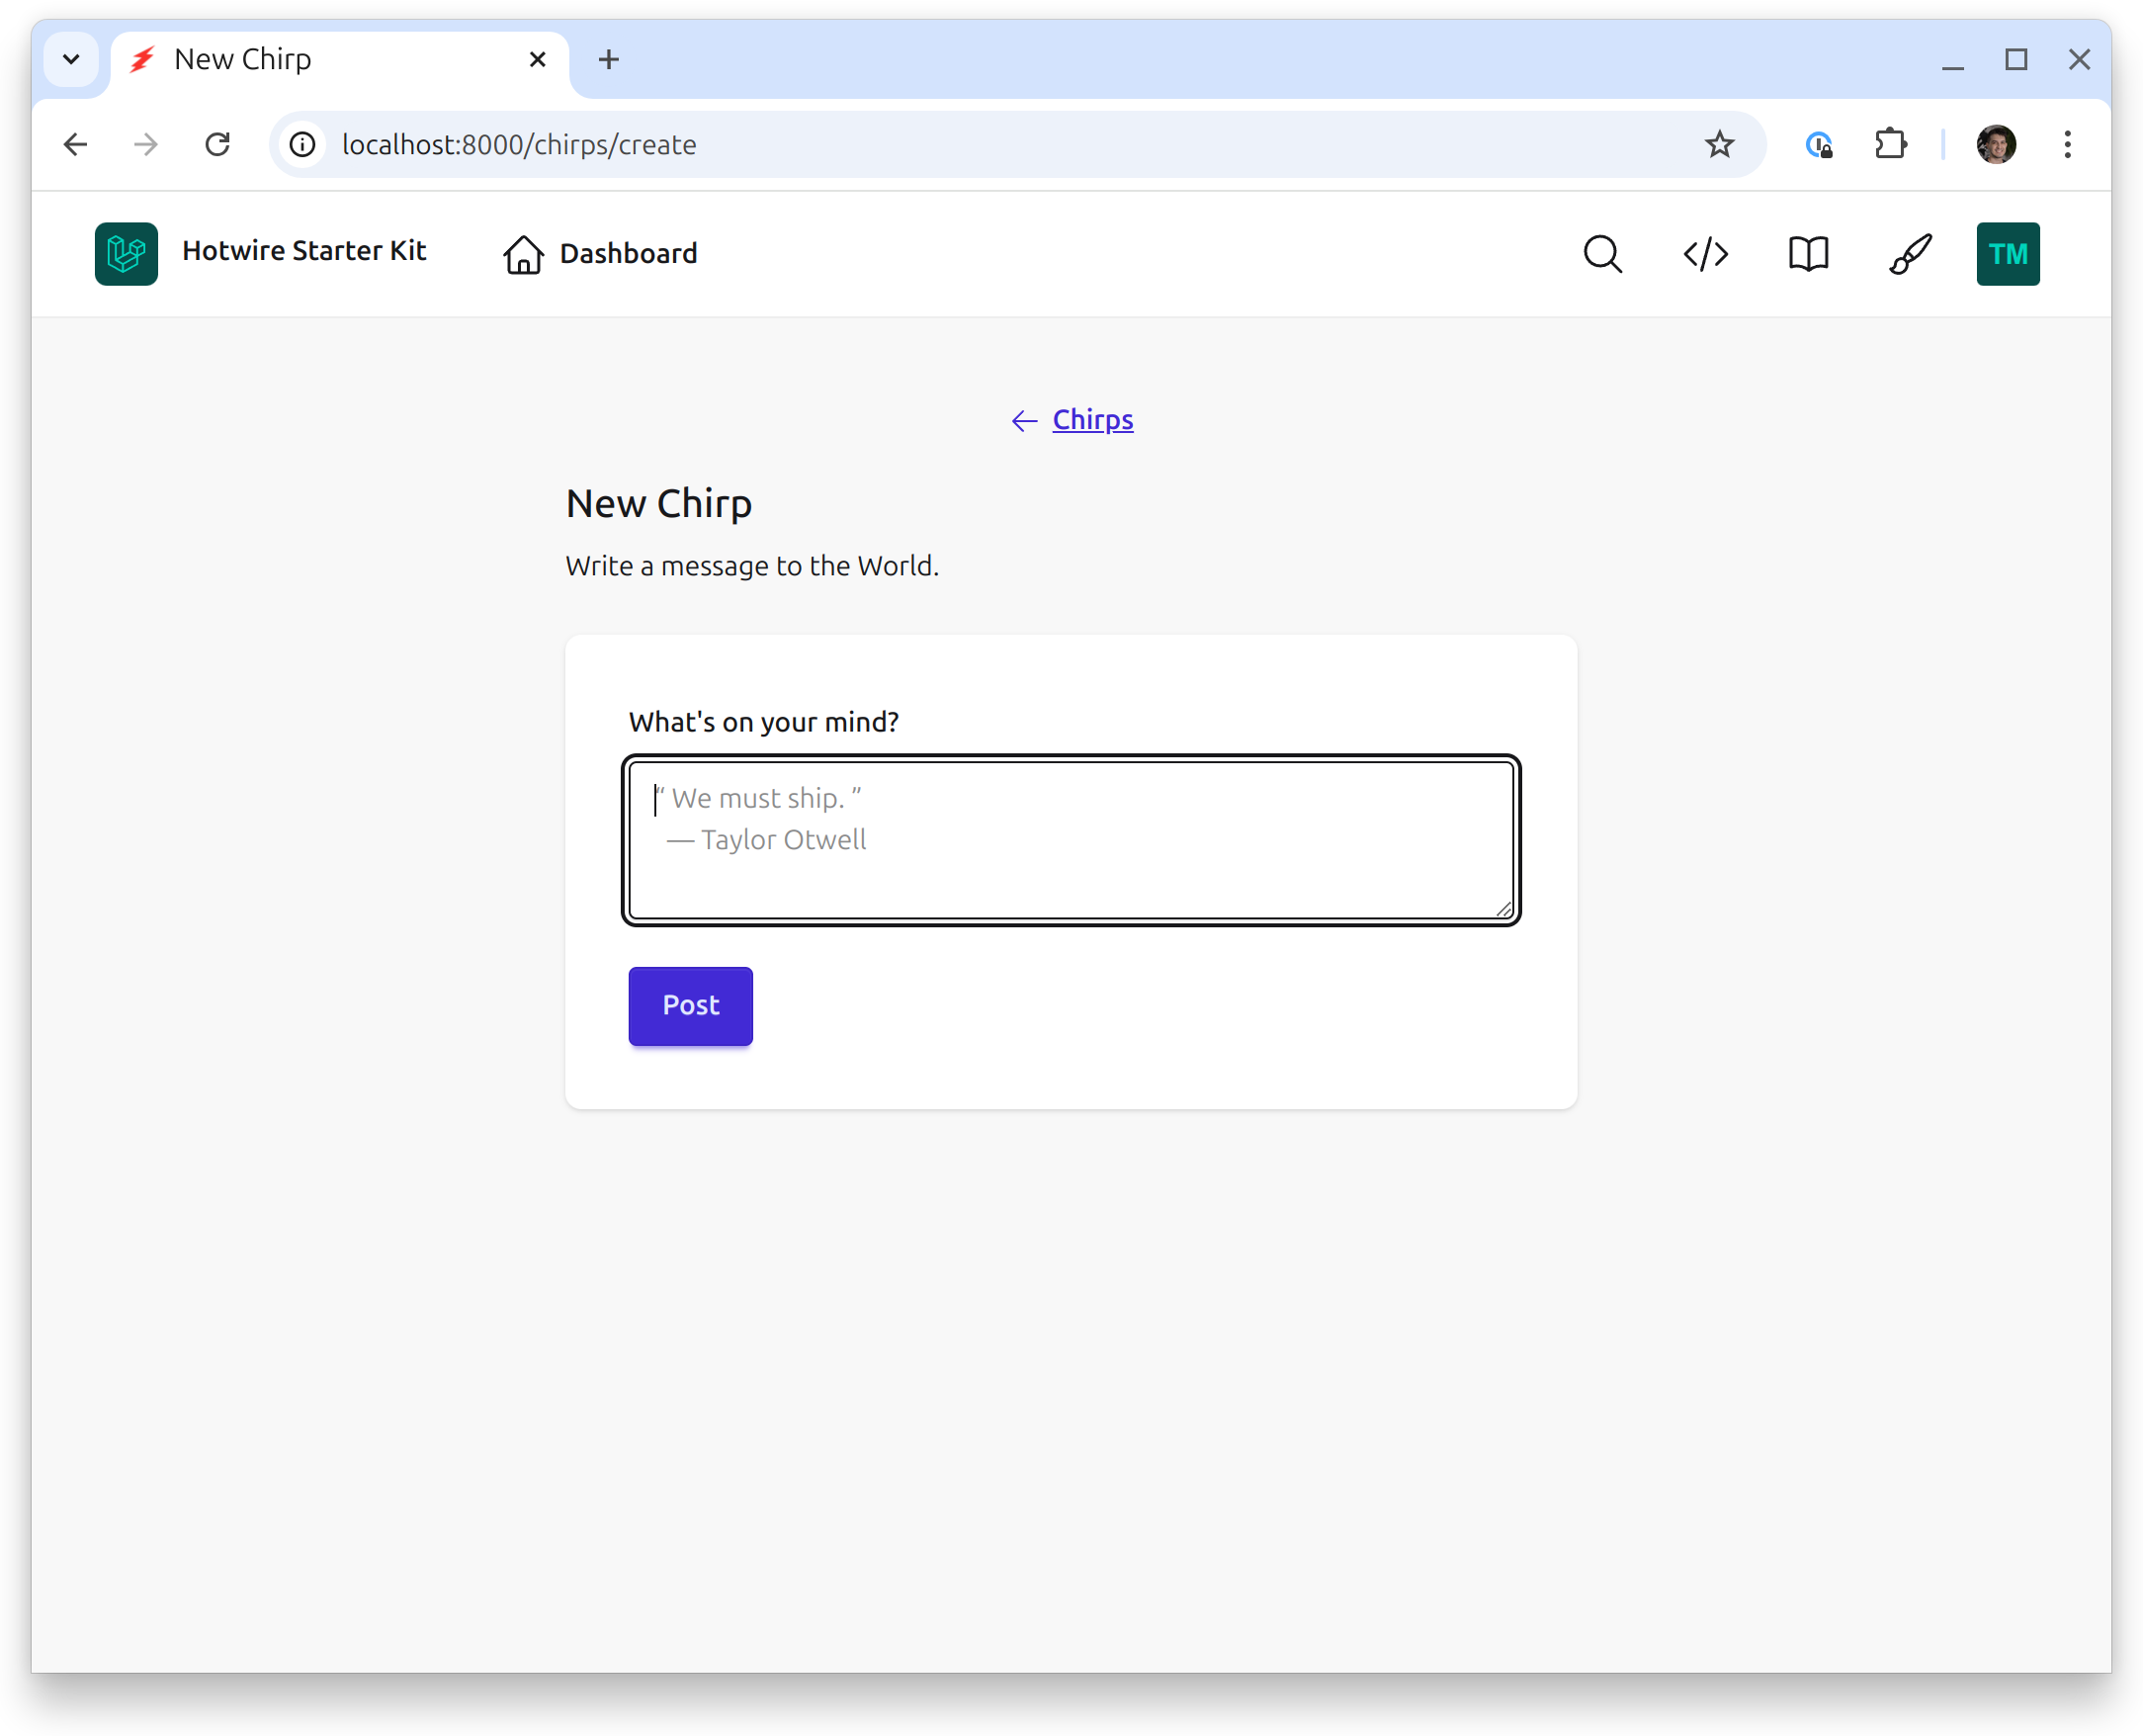 New Chirp
localhost:8000/chirps/create
Hotwire Starter Kit
Dashboard
TM
Chirps
New Chirp
Write a message to the World.
What's on your mind?
“ We must ship. ”
— Taylor Otwell
Post